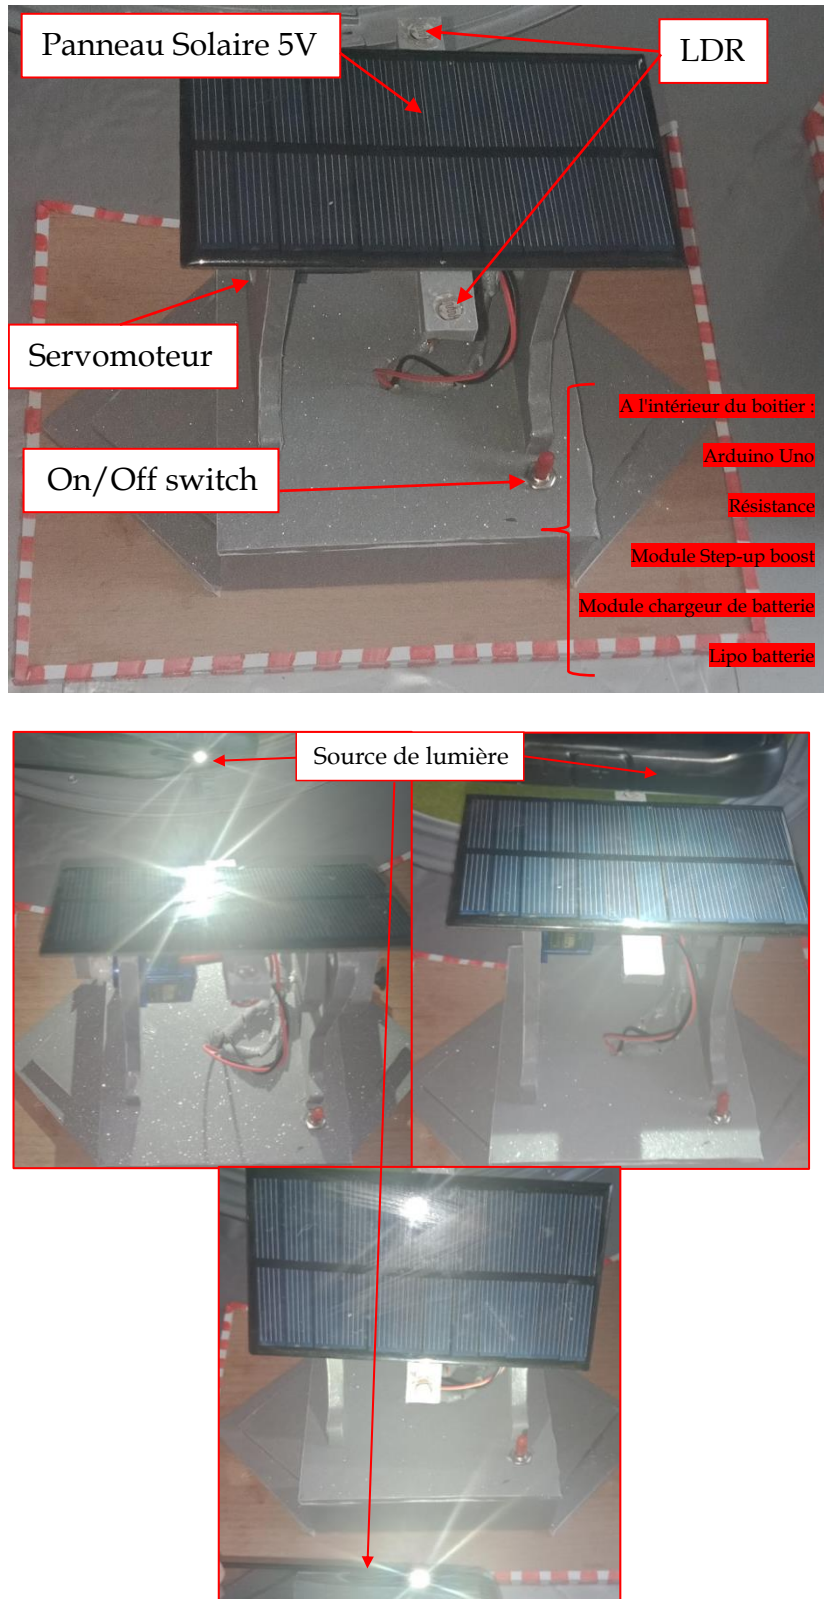 Panneau Solaire 5V
LDR
Servomoteur
On/Off switch
A l'intérieur du boitier :
Arduino Uno
Résistance
Module Step-up boost
Module chargeur de batterie
Lipo batterie
Source de lumière